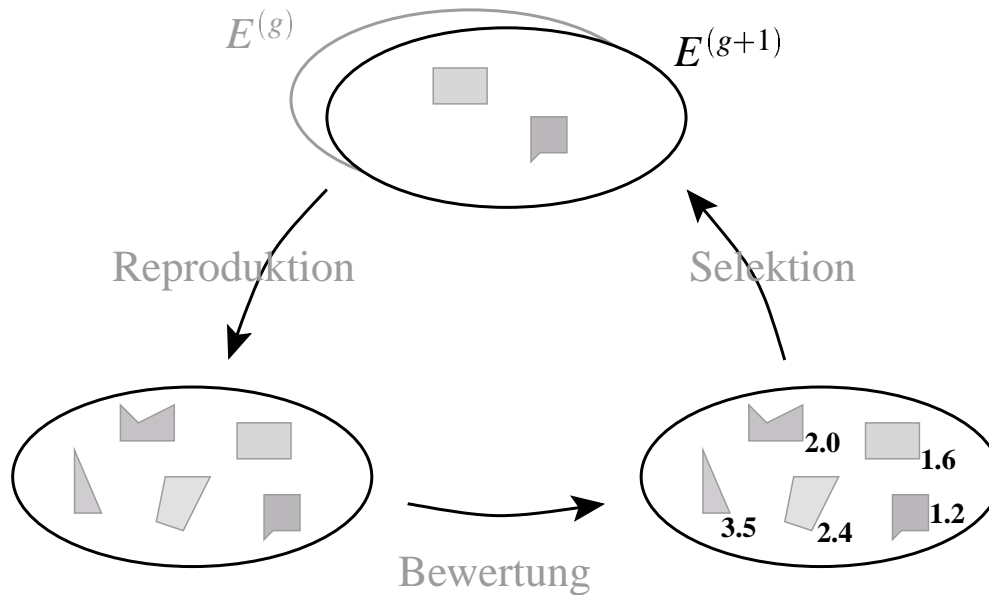 E^(g)
E^(g+1)
Reproduktion
Selektion
2.0
1.6
3.5
2.4
1.2
Bewertung